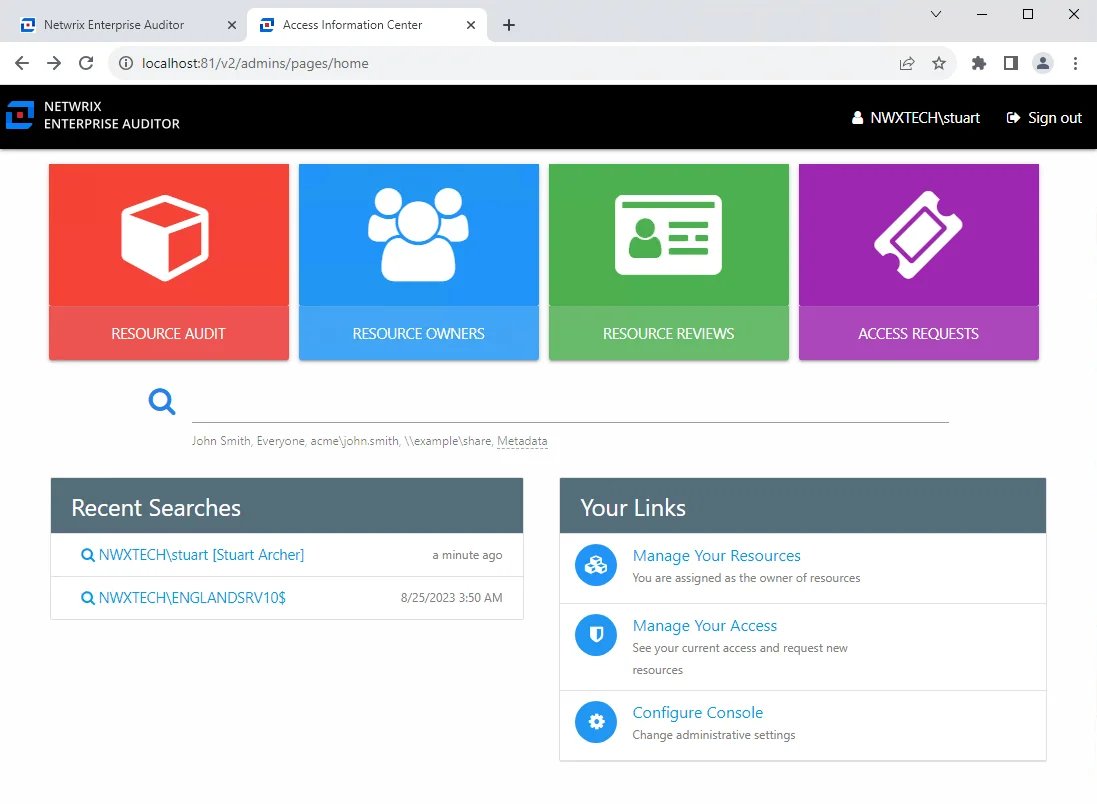 Netwrix Enterprise Auditor
Access Information Center
localhost:81/v2/admins/pages/home
NETWRIX
ENTERPRISE AUDITOR
NWXTECH\stuart
Sign out
RESOURCE AUDIT
RESOURCE OWNERS
RESOURCE REVIEWS
ACCESS REQUESTS
John Smith, Everyone, acme\john.smith, \\example\share, Metadata
Recent Searches
NWXTECH\stuart [Stuart Archer] a minute ago
NWXTECH\ENGLANDSRV10$ 8/25/2023 3:50 AM
Your Links
Manage Your Resources
You are assigned as the owner of resources
Manage Your Access
See your current access and request new
resources
Configure Console
Change administrative settings